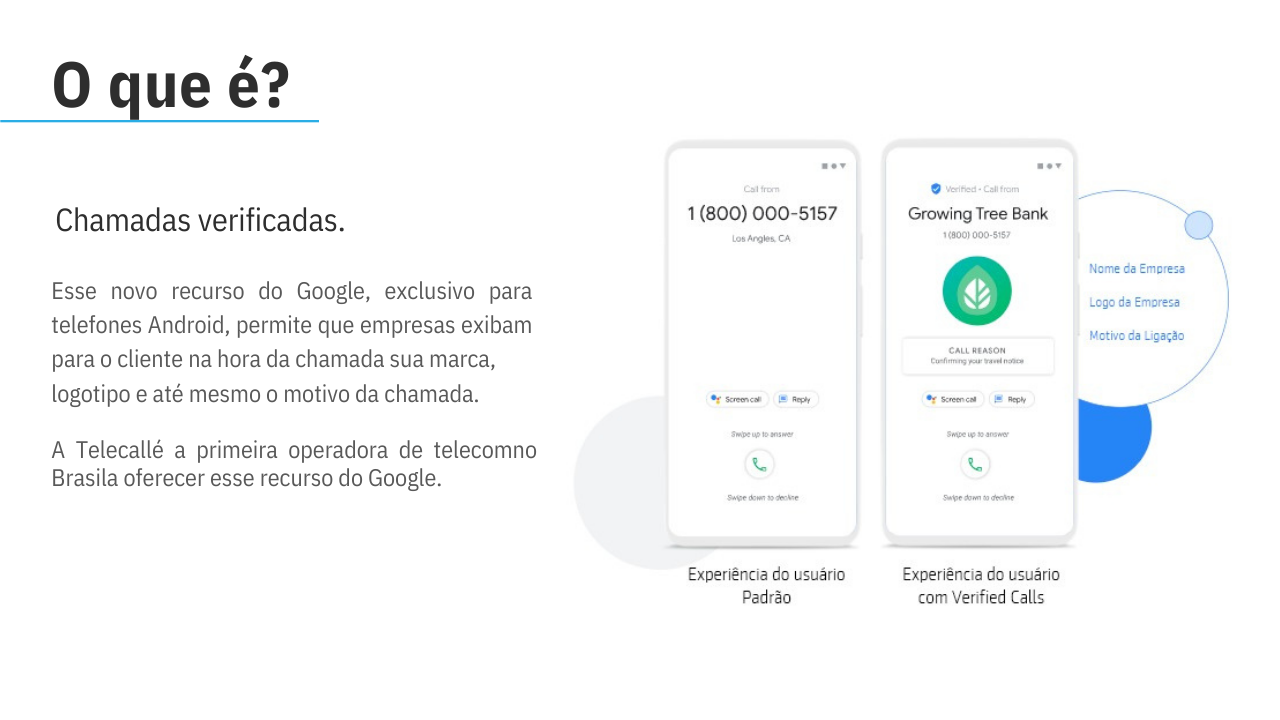 O que é?
Chamadas verificadas.
Esse novo recurso do Google, exclusivo para
telefones Android, permite que empresas exibam
para o cliente na hora da chamada sua marca,
logotipo e até mesmo o motivo da chamada.
A Telecallé a primeira operadora de telecomno
Brasila oferecer esse recurso do Google.
Call from
1 (800) 000-5157
Los Angles, CA
Screen call
Reply
Swipe up to answer
Swipe down to decline
Experiência do usuário
Padrão
Verified • Call from
Growing Tree Bank
1 (800) 000-5157
CALL REASON
Confirming your travel notice
Screen call
Reply
Swipe up to answer
Swipe down to decline
Experiência do usuário
com Verified Calls
Nome da Empresa
Logo da Empresa
Motivo da Ligação